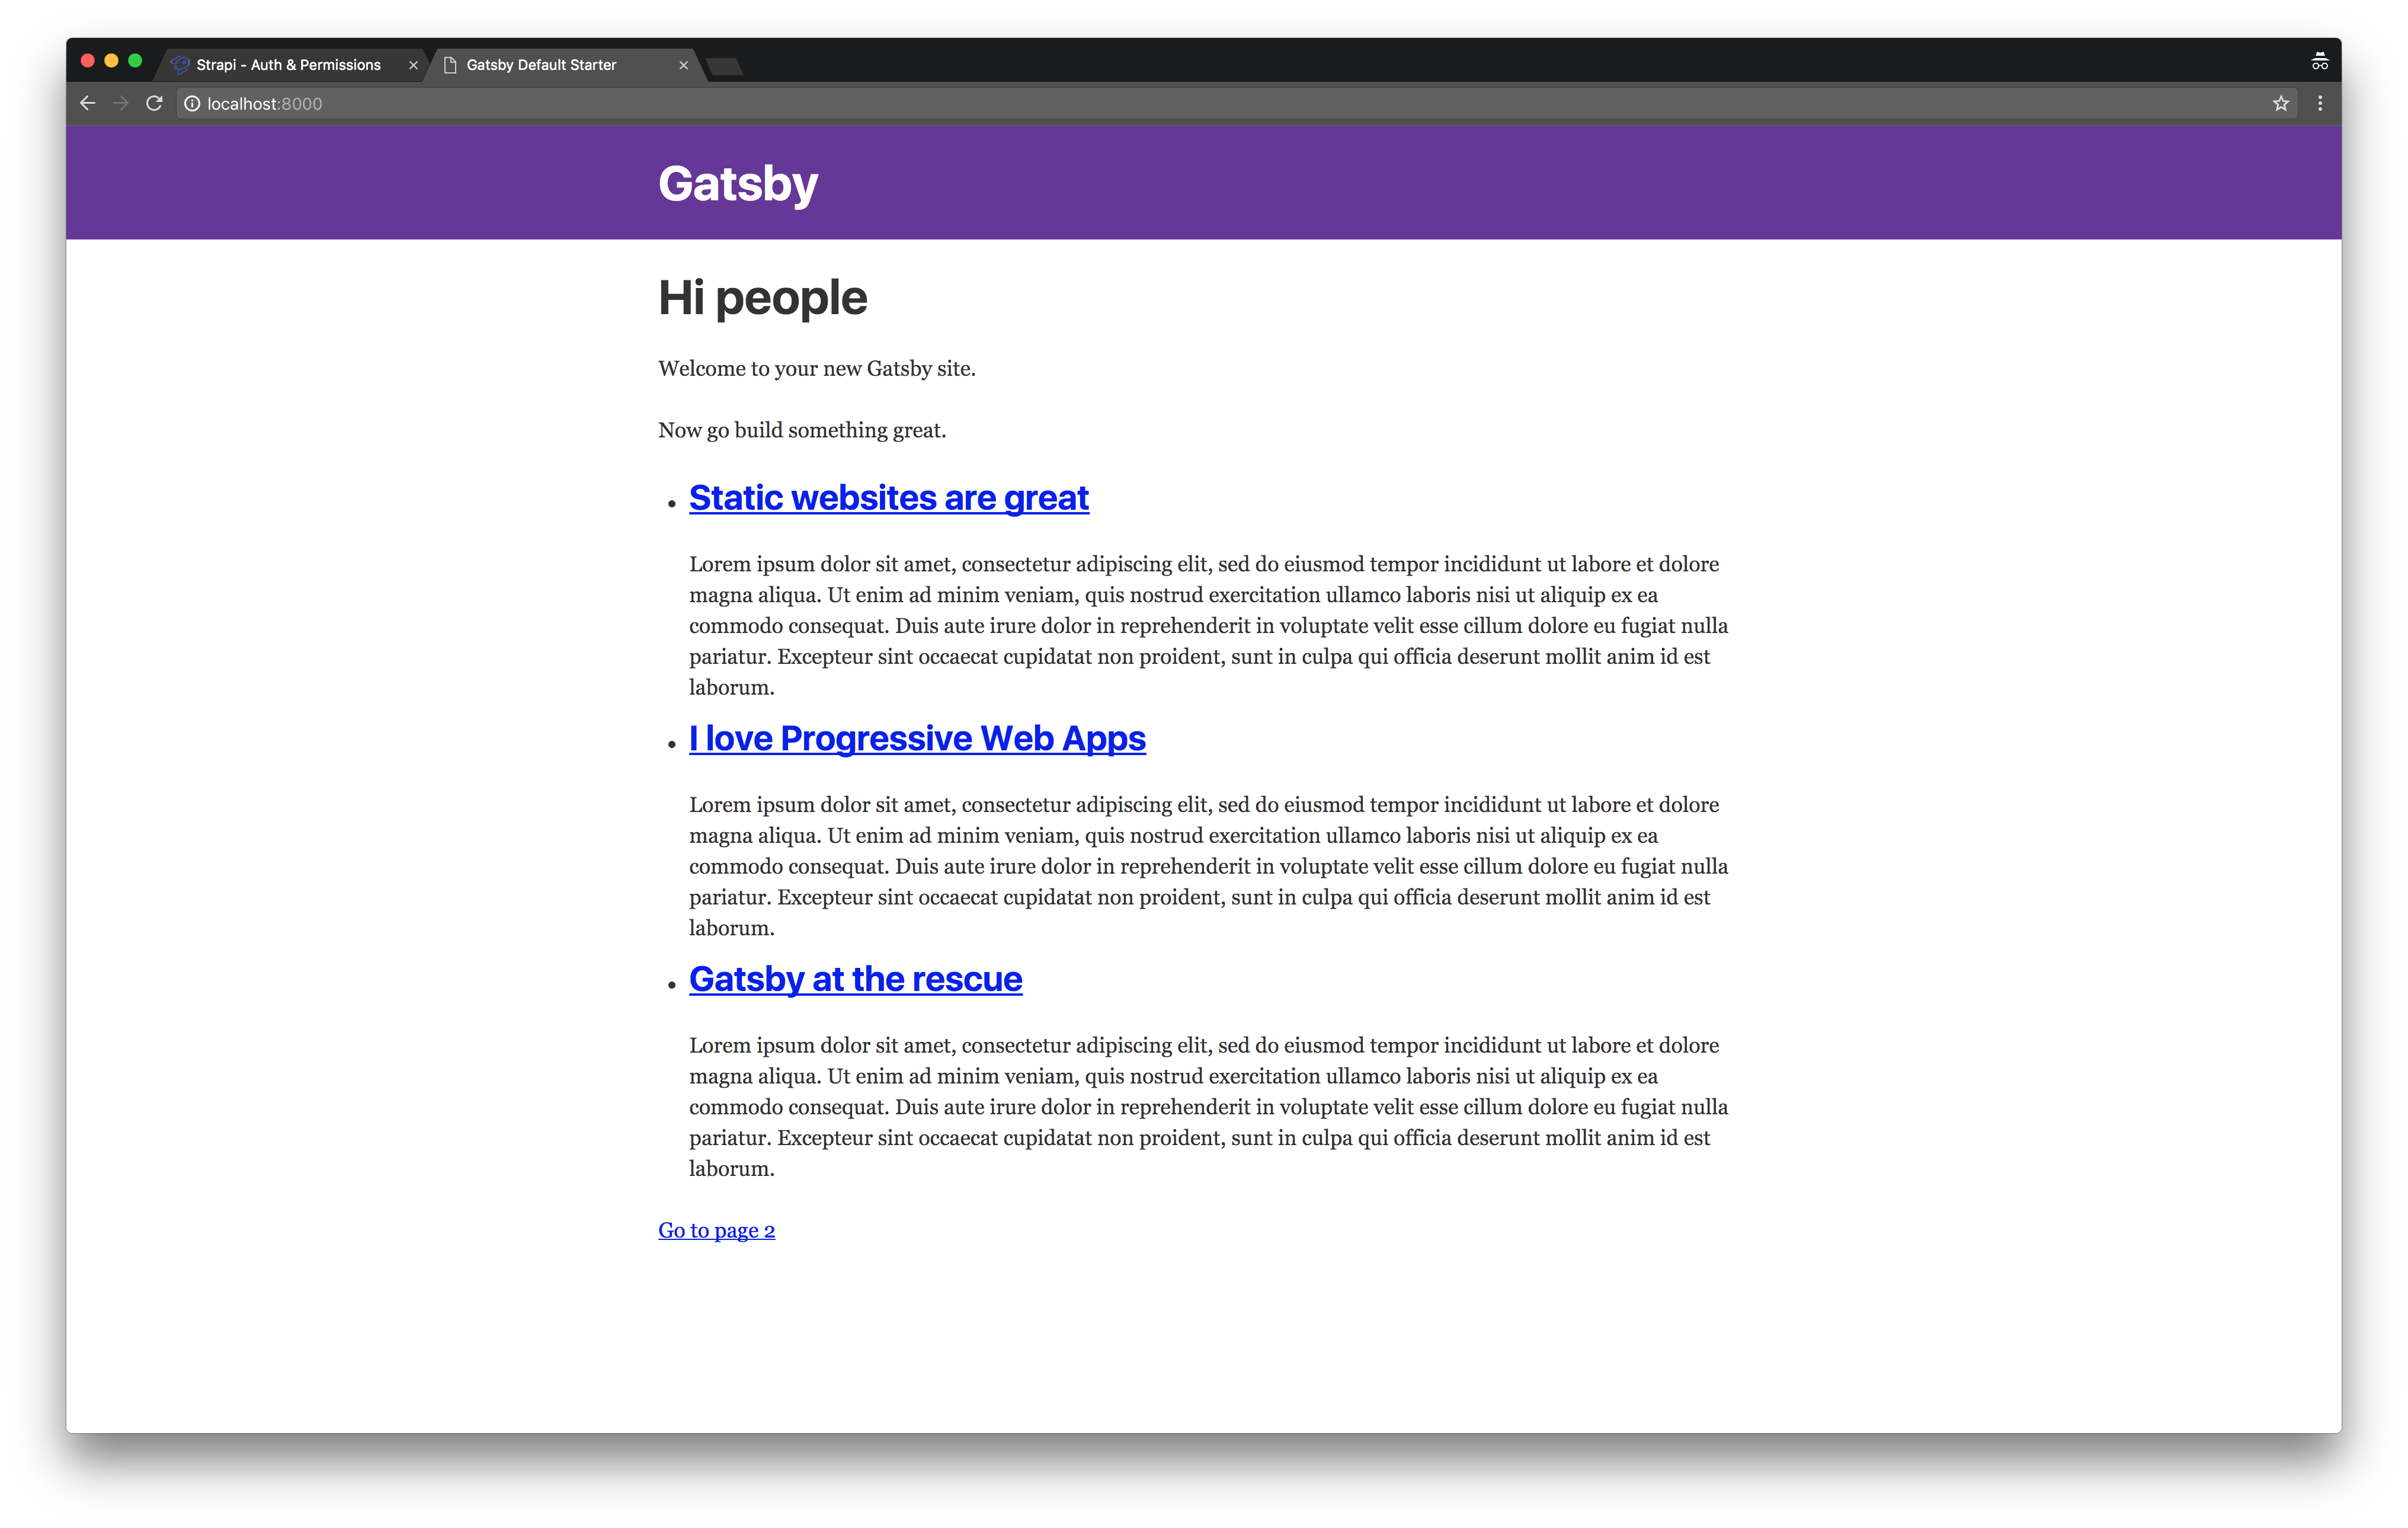 Strapi - Auth & Permissions
Gatsby Default Starter
localhost:8000
Gatsby
Hi people
Welcome to your new Gatsby site.
Now go build something great.
Static websites are great
Lorem ipsum dolor sit amet, consectetur adipiscing elit, sed do eiusmod tempor incididunt ut labore et dolore
magna aliqua. Ut enim ad minim veniam, quis nostrud exercitation ullamco laboris nisi ut aliquip ex ea
commodo consequat. Duis aute irure dolor in reprehenderit in voluptate velit esse cillum dolore eu fugiat nulla
pariatur. Excepteur sint occaecat cupidatat non proident, sunt in culpa qui officia deserunt mollit anim id est
laborum.
I love Progressive Web Apps
Lorem ipsum dolor sit amet, consectetur adipiscing elit, sed do eiusmod tempor incididunt ut labore et dolore
magna aliqua. Ut enim ad minim veniam, quis nostrud exercitation ullamco laboris nisi ut aliquip ex ea
commodo consequat. Duis aute irure dolor in reprehenderit in voluptate velit esse cillum dolore eu fugiat nulla
pariatur. Excepteur sint occaecat cupidatat non proident, sunt in culpa qui officia deserunt mollit anim id est
laborum.
Gatsby at the rescue
Lorem ipsum dolor sit amet, consectetur adipiscing elit, sed do eiusmod tempor incididunt ut labore et dolore
magna aliqua. Ut enim ad minim veniam, quis nostrud exercitation ullamco laboris nisi ut aliquip ex ea
commodo consequat. Duis aute irure dolor in reprehenderit in voluptate velit esse cillum dolore eu fugiat nulla
pariatur. Excepteur sint occaecat cupidatat non proident, sunt in culpa qui officia deserunt mollit anim id est
laborum.
Go to page 2